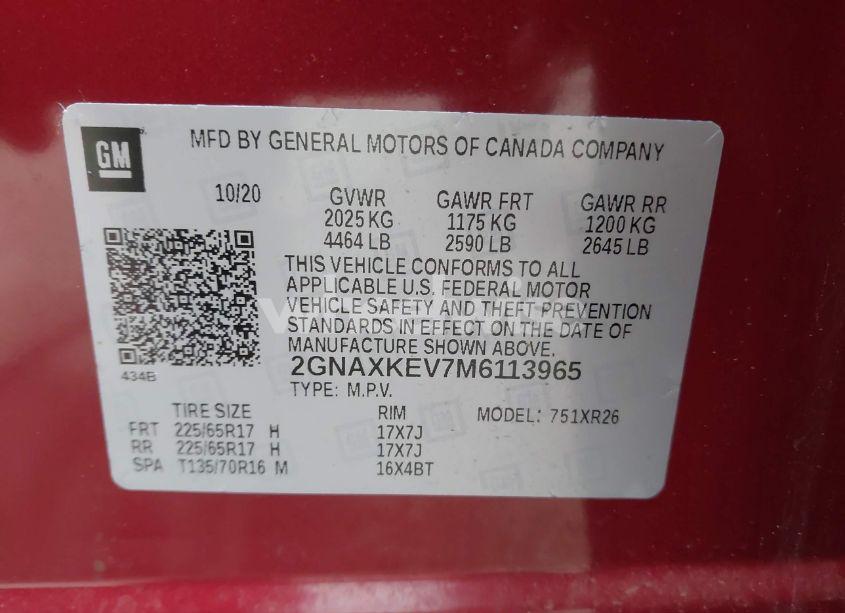 GM
MFD BY GENERAL MOTORS OF CANADA COMPANY
10/20 GVWR GAWR FRT GAWR RR
2025 KG 1175 KG 1200 KG
4464 LB 2590 LB 2645 LB
THIS VEHICLE CONFORMS TO ALL
APPLICABLE U.S. FEDERAL MOTOR
VEHICLE SAFETY AND THEFT PREVENTION
STANDARDS IN EFFECT ON THE DATE OF
MANUFACTURE SHOWN ABOVE.
434B
2GNAXKEV7M6113965
TYPE: M.P.V.
TIRE SIZE RIM MODEL: 751XR26
FRT 225/65R17 H 17X7J
RR 225/65R17 H 17X7J
SPA T135/70R16 M 16X4BT